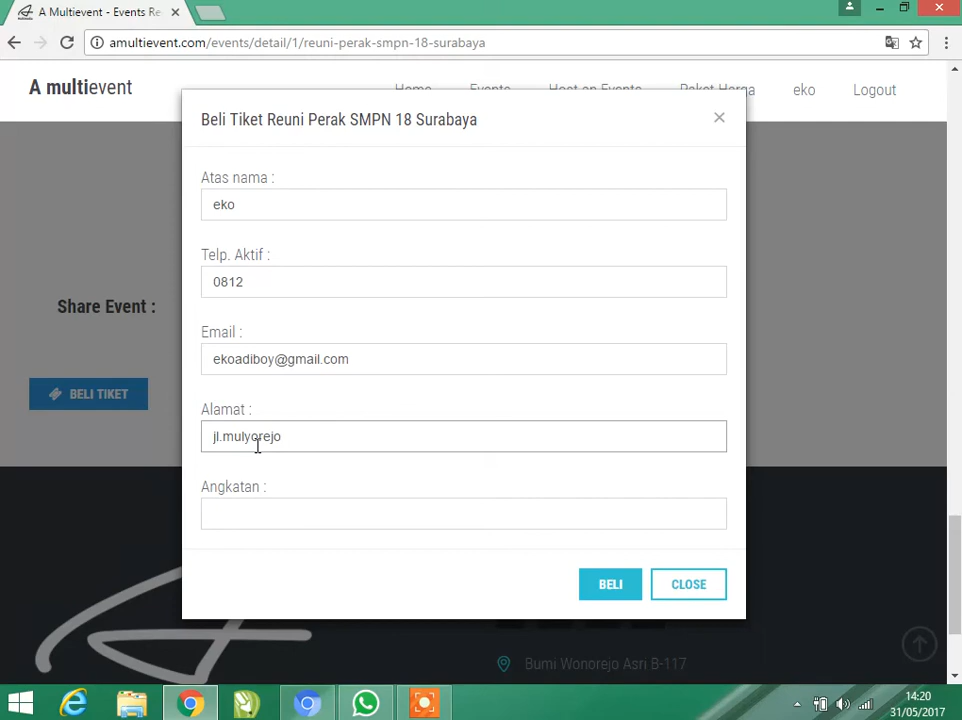 A Multievent - Events Re
amultievent.com/events/detail/1/reuni-perak-smpn-18-surabaya
A multievent
Home Events Host an Events Paket Harga eko Logout
Beli Tiket Reuni Perak SMPN 18 Surabaya
×
Atas nama :
eko
Telp. Aktif :
0812
Share Event :
Email :
ekoadiboy@gmail.com
BELI TIKET
Alamat :
jl.mulyorejo
Angkatan :
BELI CLOSE
Bumi Wonorejo Asri B-117
14:20
31/05/2017